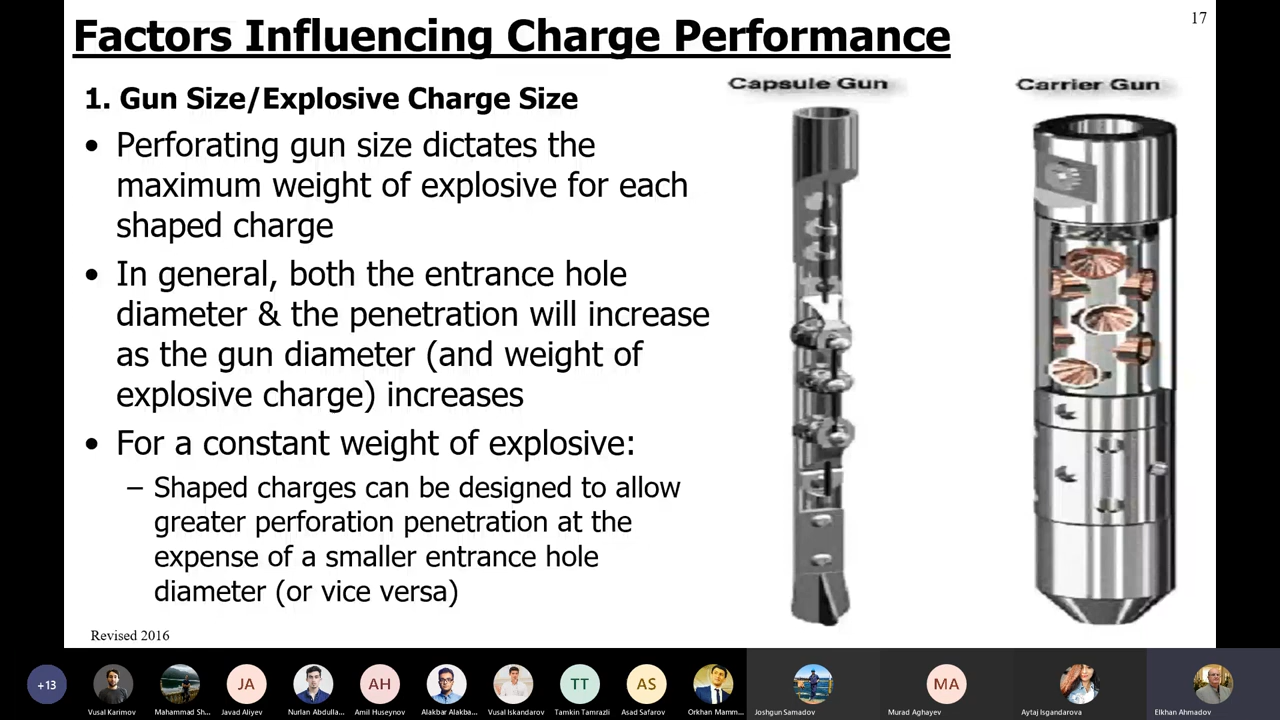 Factors Influencing Charge Performance
17
1. Gun Size/Explosive Charge Size
• Perforating gun size dictates the
maximum weight of explosive for each
shaped charge
• In general, both the entrance hole
diameter & the penetration will increase
as the gun diameter (and weight of
explosive charge) increases
• For a constant weight of explosive:
– Shaped charges can be designed to allow
greater perforation penetration at the
expense of a smaller entrance hole
diameter (or vice versa)
Capsule Gun
Carrier Gun
Revised 2016
+13
JA
AH
TT
AS
MA
Vusal Karimov
Mahammad Sh...
Javad Aliyev
Nurlan Abdulla...
Amil Huseynov
Alakbar Alakba...
Vusal Iskandarov
Tamkin Tamrazli
Asad Safarov
Orkhan Mamm...
Joshgun Samadov
Murad Aghayev
Aytaj Isgandarova
Elkhan Ahmadov